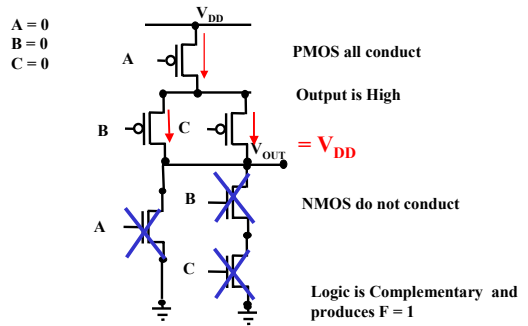 A = 0
B = 0
C = 0
VDD
A
PMOS all conduct
Output is High
B
C
VOUT
= VDD
B
NMOS do not conduct
A
C
Logic is Complementary and
produces F = 1